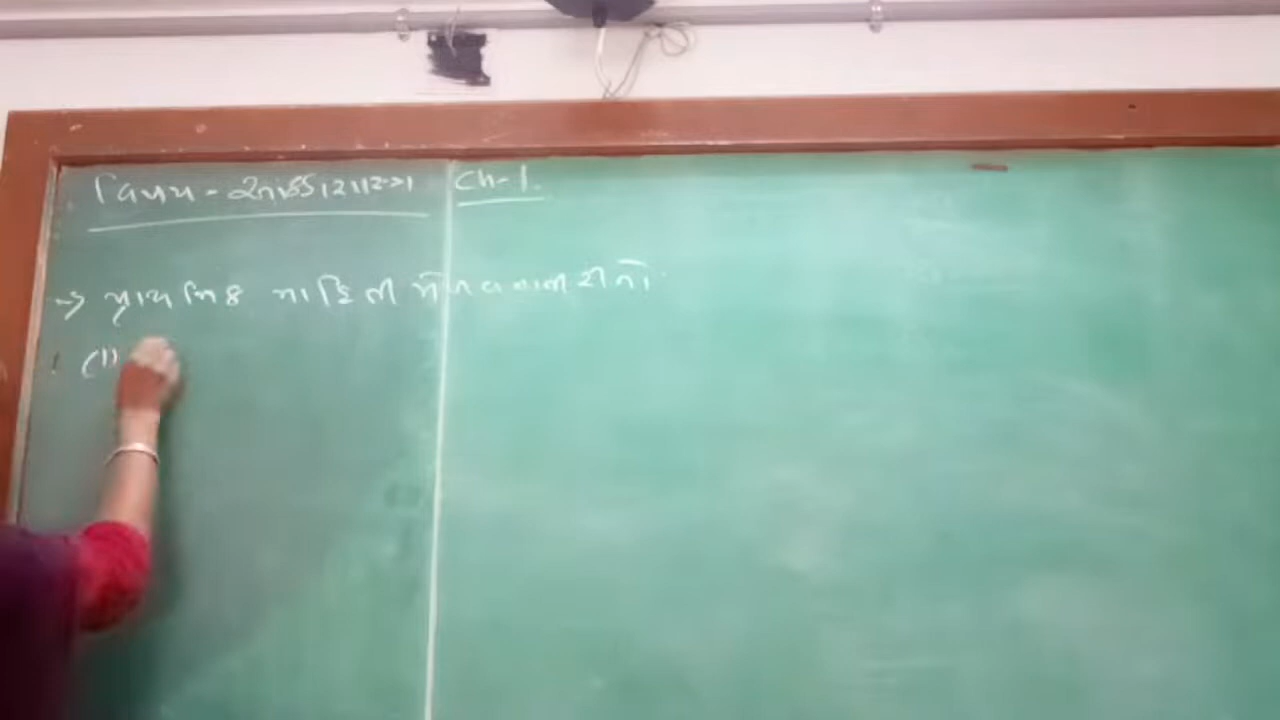 વિષય - આંકડાશાસ્ત્ર Ch-1.
→ પ્રાથમિક માહિતી મેળવવાની રીતો.
(1)